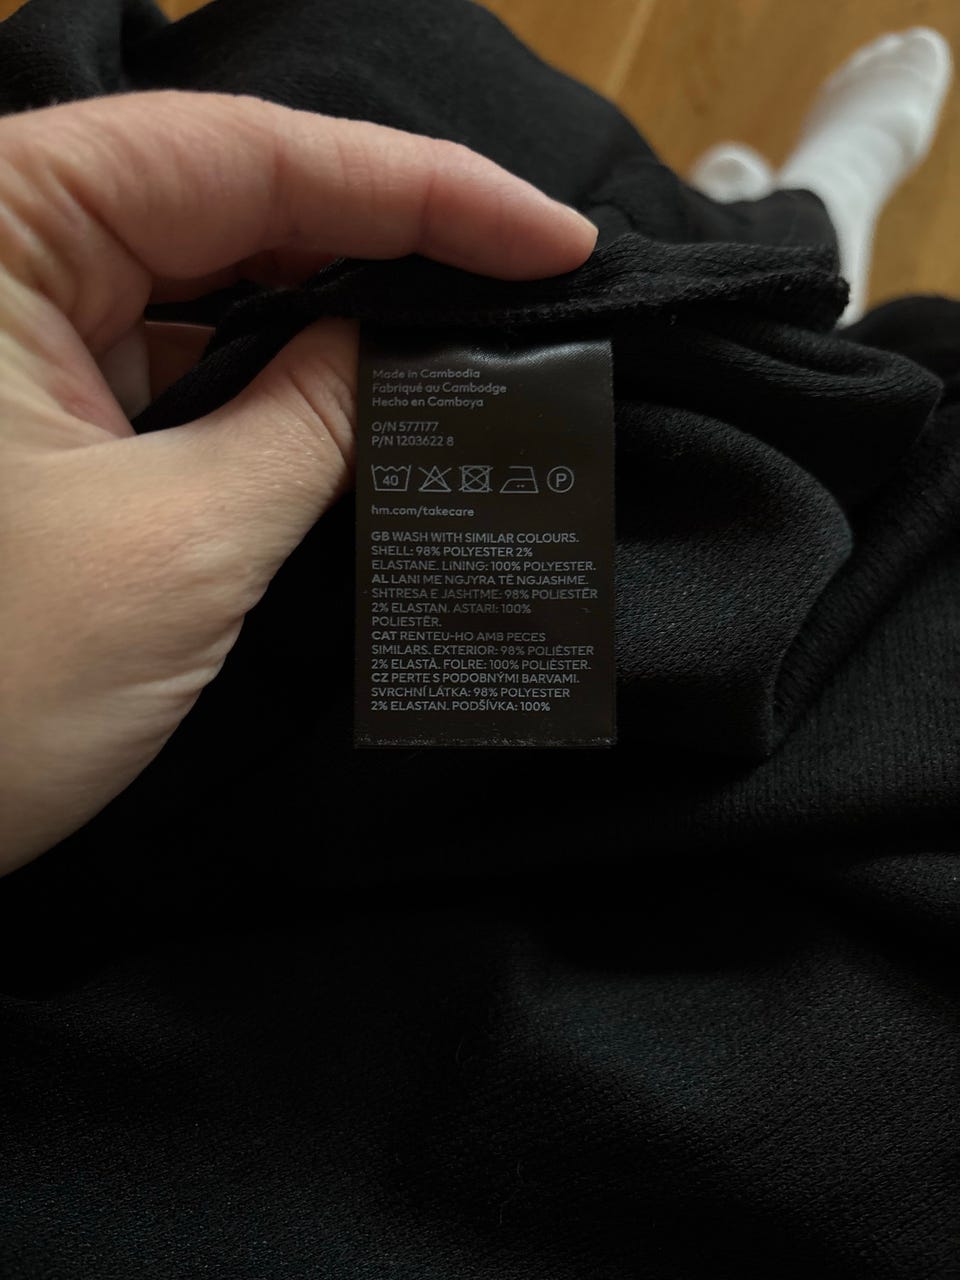 Made in Cambodia
Fabriqué au Cambodge
Hecho en Camboya
O/N 577177
P/N 1203622 8
40 P
hm.com/takecare
GB WASH WITH SIMILAR COLOURS.
SHELL: 98% POLYESTER 2%
ELASTANE. LINING: 100% POLYESTER.
AL LANI ME NGJYRA TË NGJASHME.
SHTRESA E JASHTME: 98% POLIESTËR
2% ELASTAN. ASTARI: 100%
POLIESTËR.
CAT RENTEU-HO AMB PECES
SIMILARS. EXTERIOR: 98% POLIÈSTER
2% ELASTÀ. FOLRE: 100% POLIÈSTER.
CZ PERTE S PODOBNÝMI BARVAMI.
SVRCHNÍ LÁTKA: 98% POLYESTER
2% ELASTAN. PODŠÍVKA: 100%